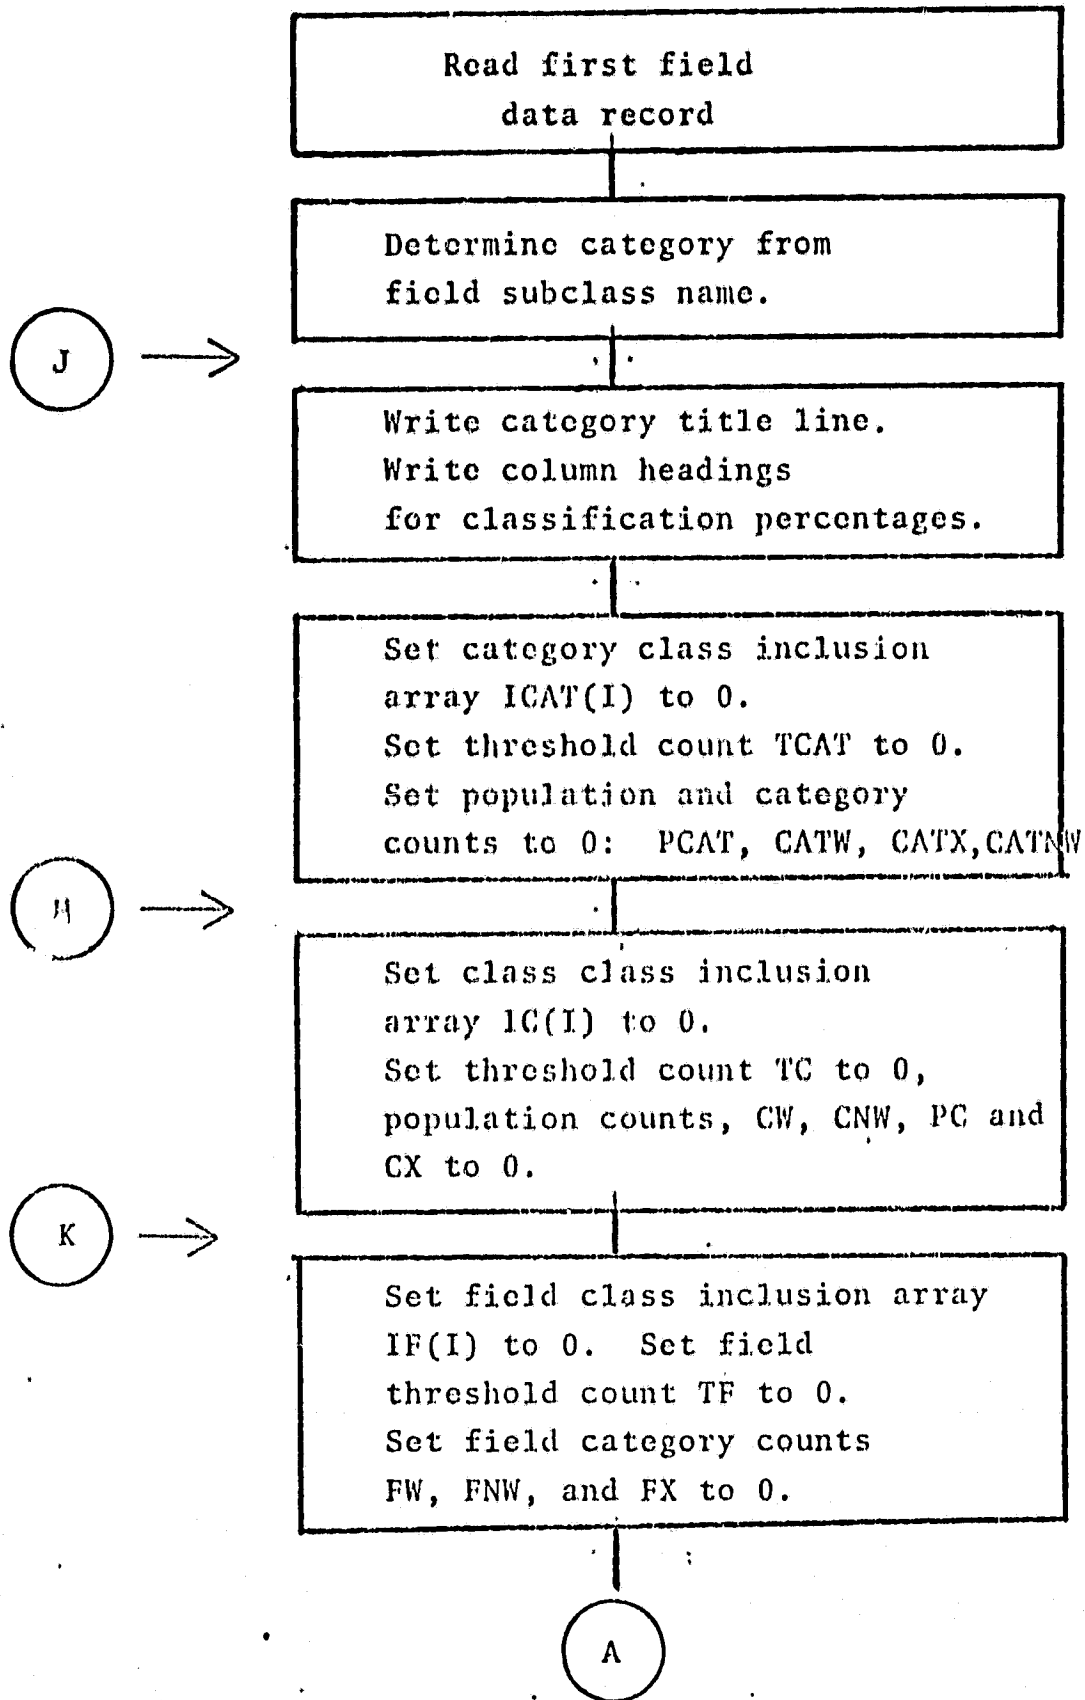 Read first field
data record
Determine category from
field subclass name.
J
Write category title line.
Write column headings
for classification percentages.
Set category class inclusion
array ICAT(I) to 0.
Set threshold count TCAT to 0.
Set population and category
counts to 0: PCAT, CATW, CATX,CATNW
Set class class inclusion
array IC(I) to 0.
Set threshold count TC to 0,
population counts, CW, CNW, PC and
CX to 0.
K
Set field class inclusion array
IF(I) to 0. Set field
threshold count TF to 0.
Set field category counts
FW, FNW, and FX to 0.
A